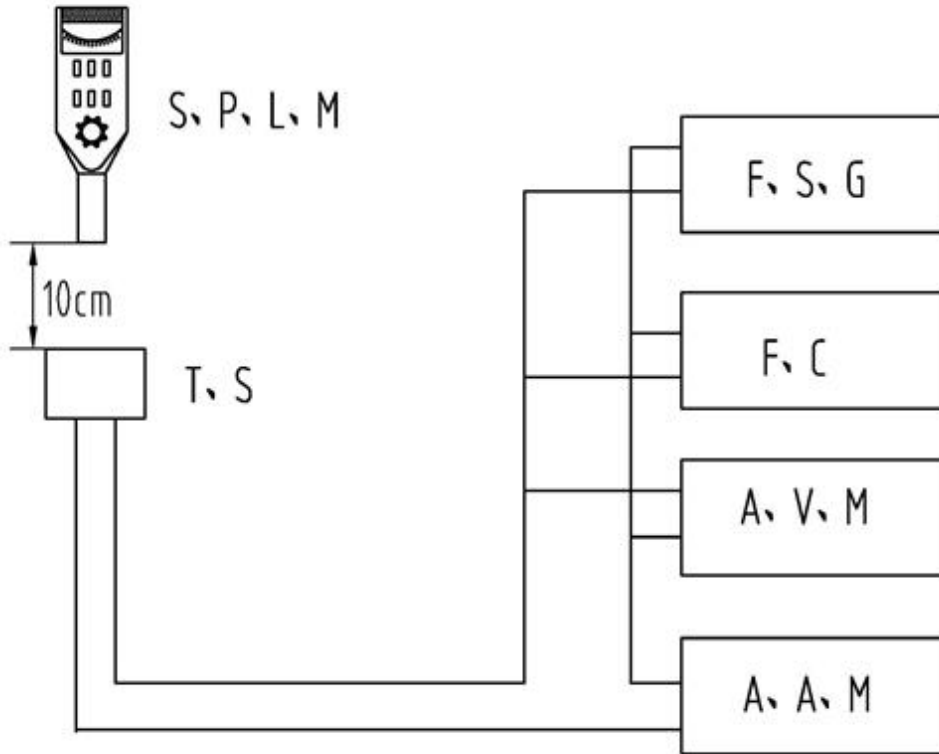 S、P、L、M
F、S、G
10cm
F、C
T、S
A、V、M
A、A、M